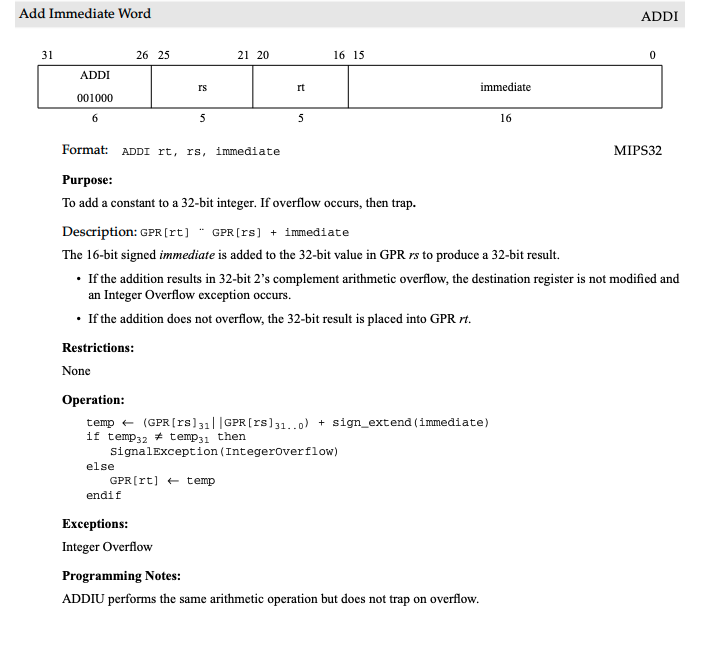 Add Immediate Word ADDI
31 26 25 21 20 16 15 0
ADDI
001000
rs rt immediate
6 5 5 16
Format: ADDI rt, rs, immediate MIPS32
Purpose:
To add a constant to a 32-bit integer. If overflow occurs, then trap.
Description: GPR[rt] ¨ GPR[rs] + immediate
The 16-bit signed immediate is added to the 32-bit value in GPR rs to produce a 32-bit result.
• If the addition results in 32-bit 2’s complement arithmetic overflow, the destination register is not modified and
an Integer Overflow exception occurs.
• If the addition does not overflow, the 32-bit result is placed into GPR rt.
Restrictions:
None
Operation:
temp ← (GPR[rs]31||GPR[rs]31..0) + sign_extend(immediate)
if temp32 ≠ temp31 then
SignalException(IntegerOverflow)
else
GPR[rt] ← temp
endif
Exceptions:
Integer Overflow
Programming Notes:
ADDIU performs the same arithmetic operation but does not trap on overflow.